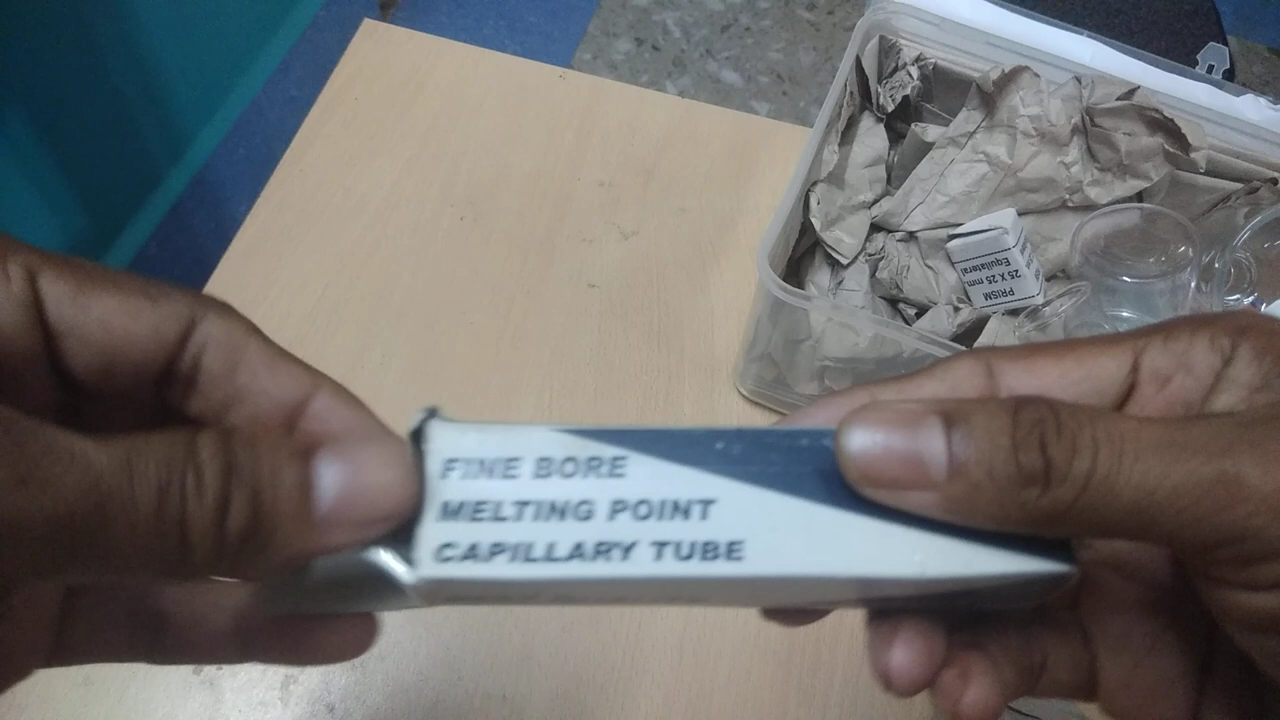 FINE BORE
MELTING POINT
CAPILLARY TUBE
PRISM
25 X 25 mm.
Equilateral